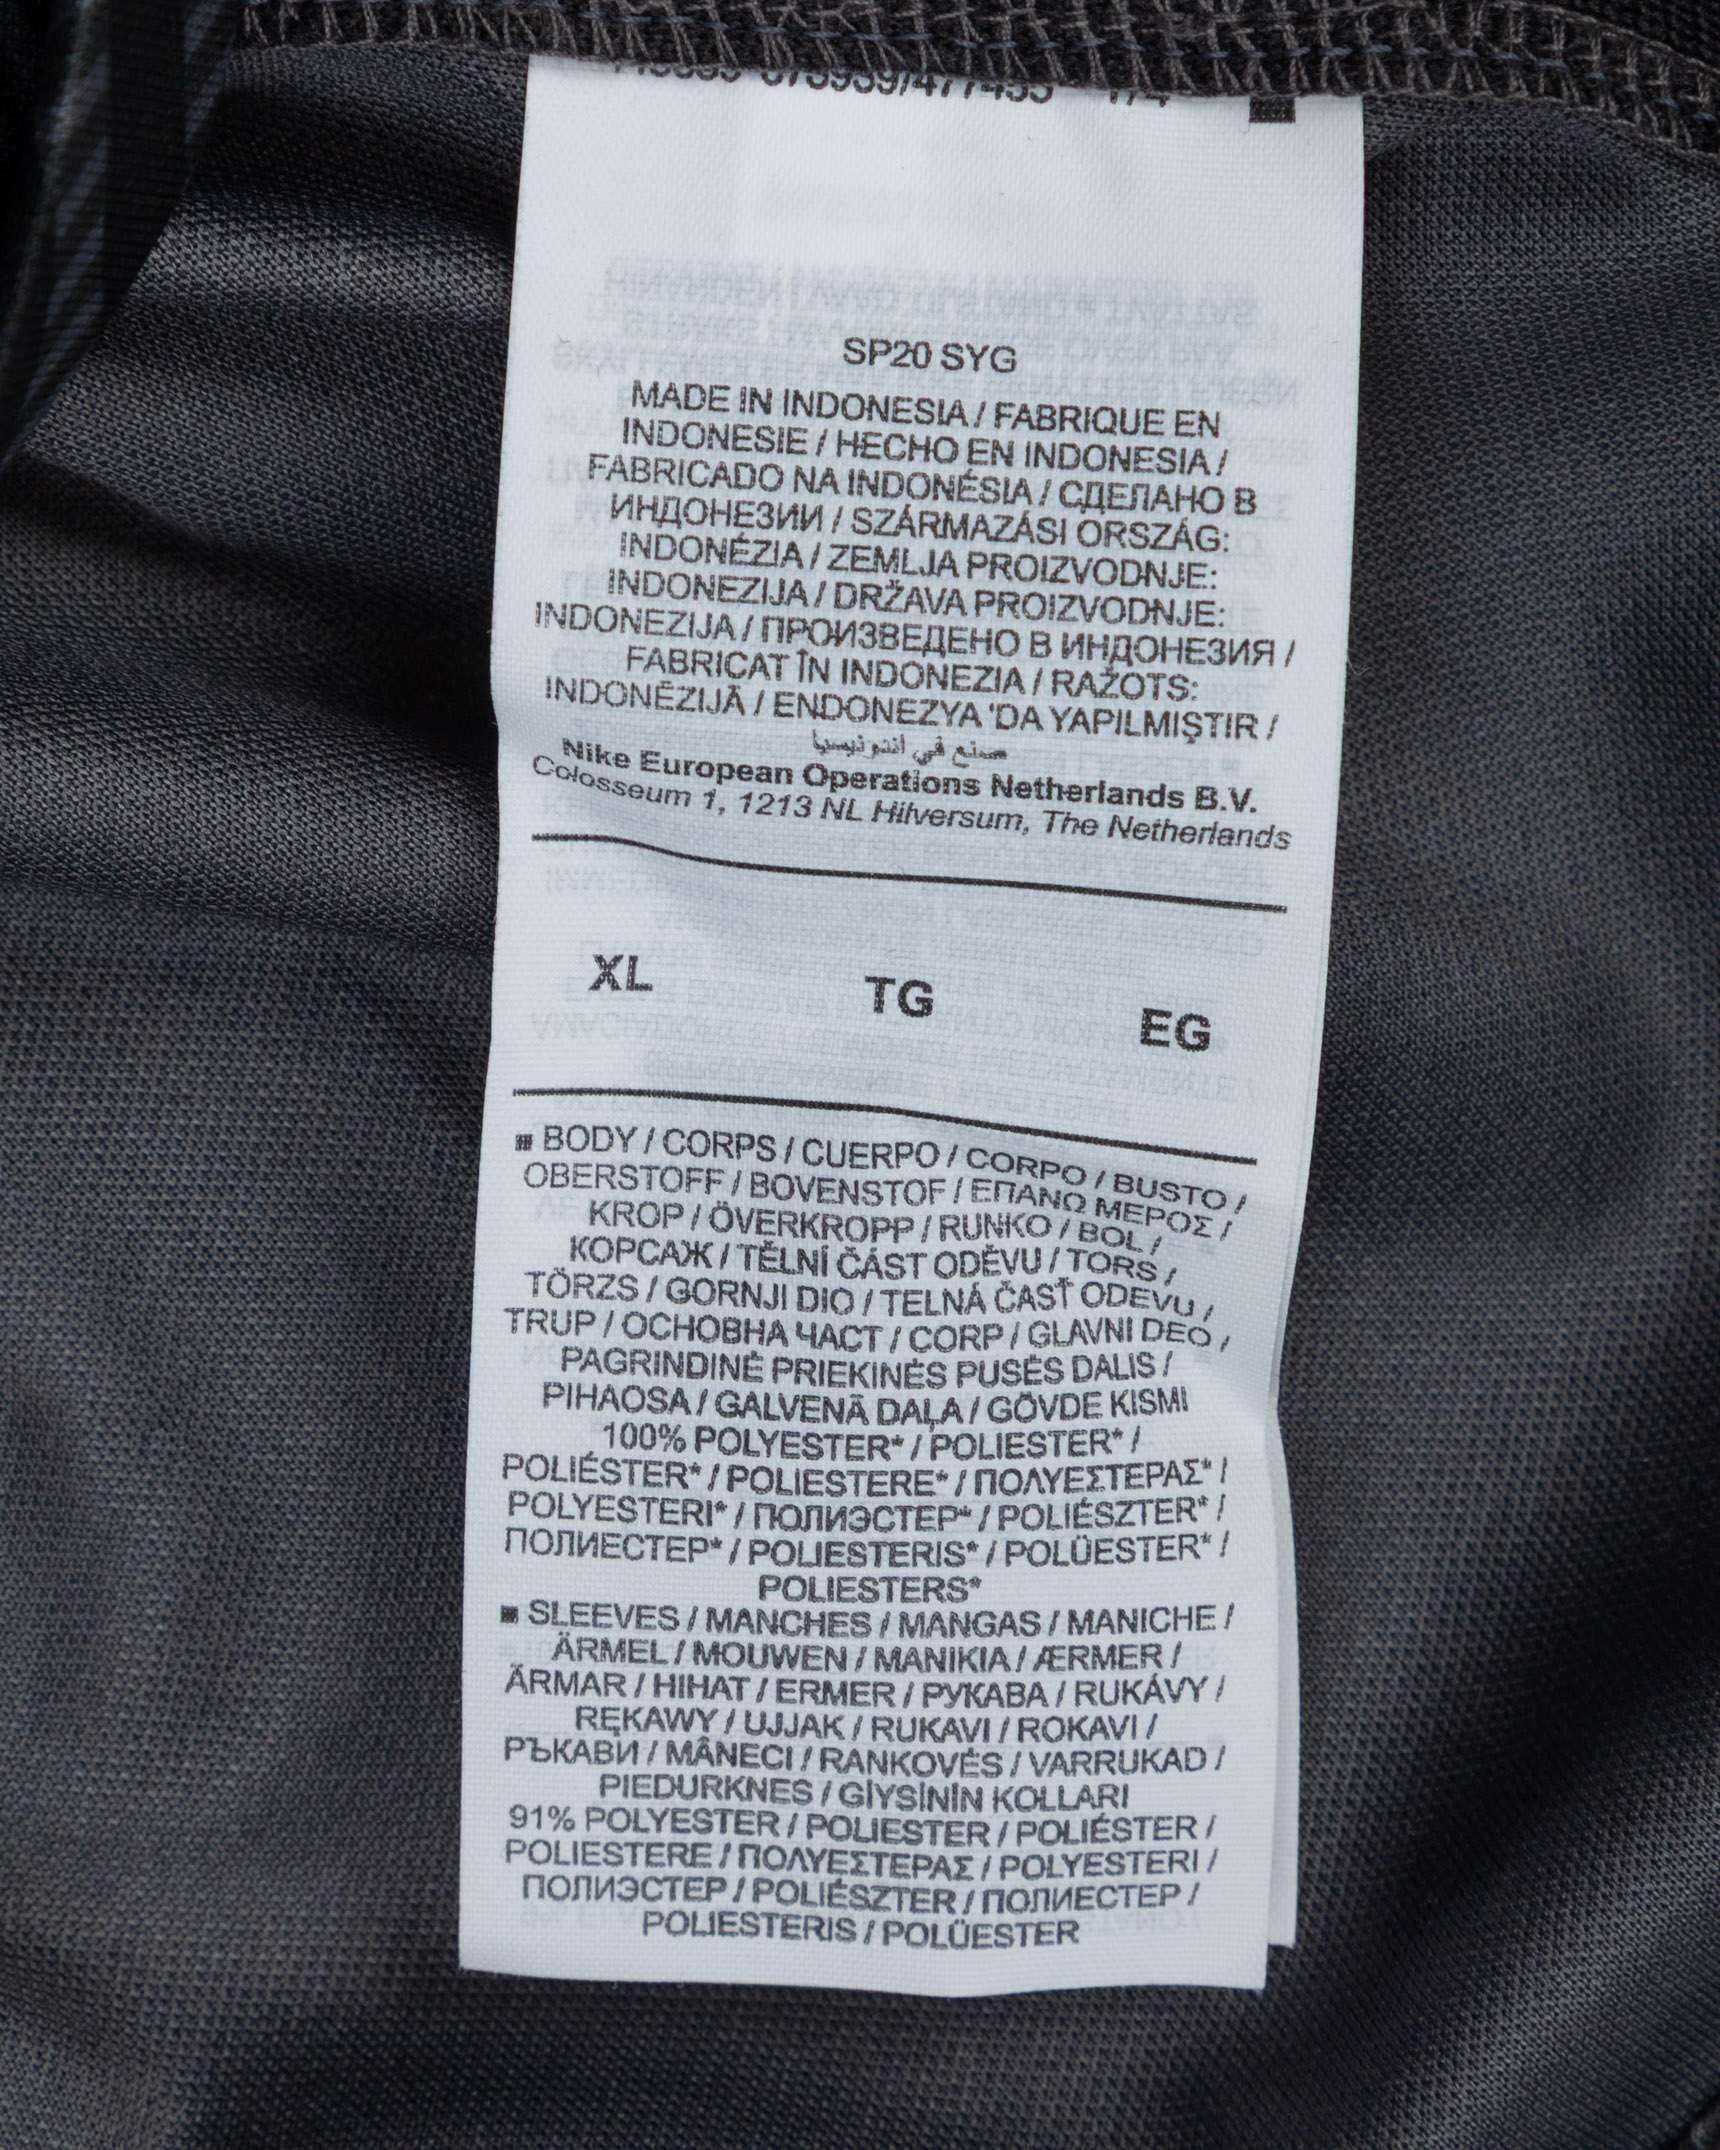 SP20 SYG
MADE IN INDONESIA / FABRIQUE EN
INDONESIE / HECHO EN INDONESIA /
FABRICADO NA INDONÉSIA / СДЕЛАНО В
ИНДОНЕЗИИ / SZÁRMAZÁSI ORSZÁG:
INDONÉZIA / ZEMLJA PROIZVODNJE:
INDONEZIJA / DRŽAVA PROIZVODNJE:
INDONEZIJA / ПРОИЗВЕДЕНО В ИНДОНЕЗИЯ /
FABRICAT ÎN INDONEZIA / RAŽOTS:
INDONĒZIJĀ / ENDONEZYA 'DA YAPILMIŞTIR /
صنع في اندونيسيا
Nike European Operations Netherlands B.V.
Colosseum 1, 1213 NL Hilversum, The Netherlands
XL TG EG
BODY / CORPS / CUERPO / CORPO / BUSTO /
OBERSTOFF / BOVENSTOF / ΕΠΑΝΩ ΜΕΡΟΣ /
KROP / ÖVERKROPP / RUNKO / BOL /
КОРСАЖ / TĚLNÍ ČÁST ODĚVU / TORS /
TÖRZS / GORNJI DIO / TELNÁ ČASŤ ODEVU /
TRUP / ОСНОВНА ЧАСТ / CORP / GLAVNI DEO /
PAGRINDINĖ PRIEKINĖS PUSĖS DALIS /
PIHAOSA / GALVENĀ DAĻA / GÖVDE KISMI
100% POLYESTER* / POLIESTER* /
POLIÉSTER* / POLIESTERE* / ΠΟΛΥΕΣΤΕΡΑΣ* /
POLYESTERI* / ПОЛИЭСТЕР* / POLIÉSZTER* /
ПОЛИЕСТЕР* / POLIESTERIS* / POLÜESTER* /
POLIESTERS*
SLEEVES / MANCHES / MANGAS / MANICHE /
ÄRMEL / MOUWEN / MANIKIA / ÆRMER /
ÄRMAR / HIHAT / ERMER / РУКАВА / RUKÁVY /
RĘKAWY / UJJAK / RUKAVI / ROKAVI /
РЪКАВИ / MÂNECI / RANKOVĖS / VARRUKAD /
PIEDURKNES / GİYSİNİN KOLLARI
91% POLYESTER / POLIESTER / POLIÉSTER /
POLIESTERE / ΠΟΛΥΕΣΤΕΡΑΣ / POLYESTERI /
ПОЛИЭСТЕР / POLIÉSZTER / ПОЛИЕСТЕР /
POLIESTERIS / POLÜESTER